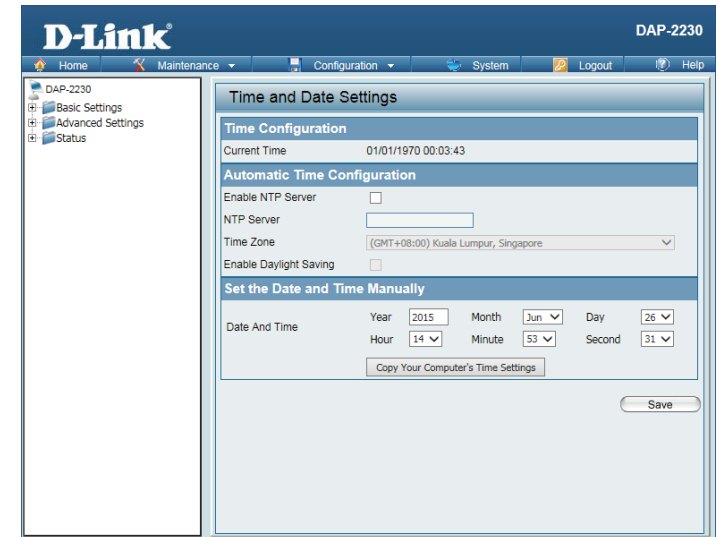 D-Link®
DAP-2230
Home Maintenance Configuration System Logout Help
DAP-2230
Basic Settings
Advanced Settings
Status
Time and Date Settings
Time Configuration
Current Time 01/01/1970 00:03:43
Automatic Time Configuration
Enable NTP Server
NTP Server
Time Zone (GMT+08:00) Kuala Lumpur, Singapore
Enable Daylight Saving
Set the Date and Time Manually
Date And Time
Year 2015 Month Jun Day 26
Hour 14 Minute 53 Second 31
Copy Your Computer's Time Settings
Save